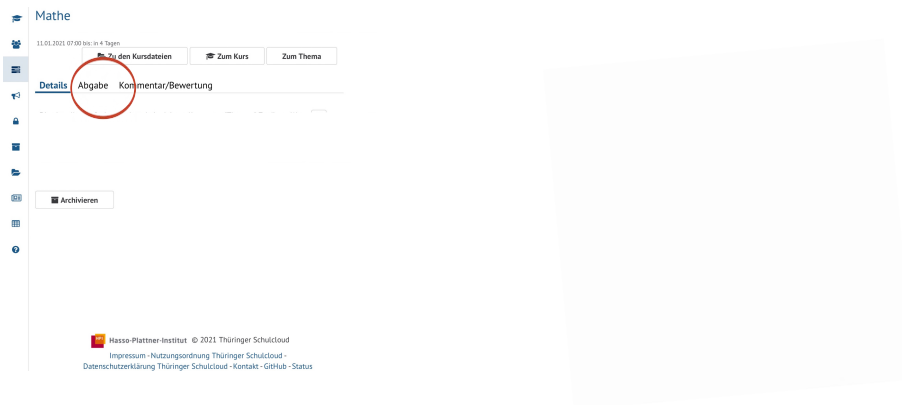 Mathe
11.01.2021 07:00 bis: in 4 Tagen
Zu den Kursdateien Zum Kurs Zum Thema
Details Abgabe Kommentar/Bewertung
Archivieren
Hasso-Plattner-Institut © 2021 Thüringer Schulcloud
Impressum - Nutzungsordnung Thüringer Schulcloud -
Datenschutzerklärung Thüringer Schulcloud - Kontakt - GitHub - Status